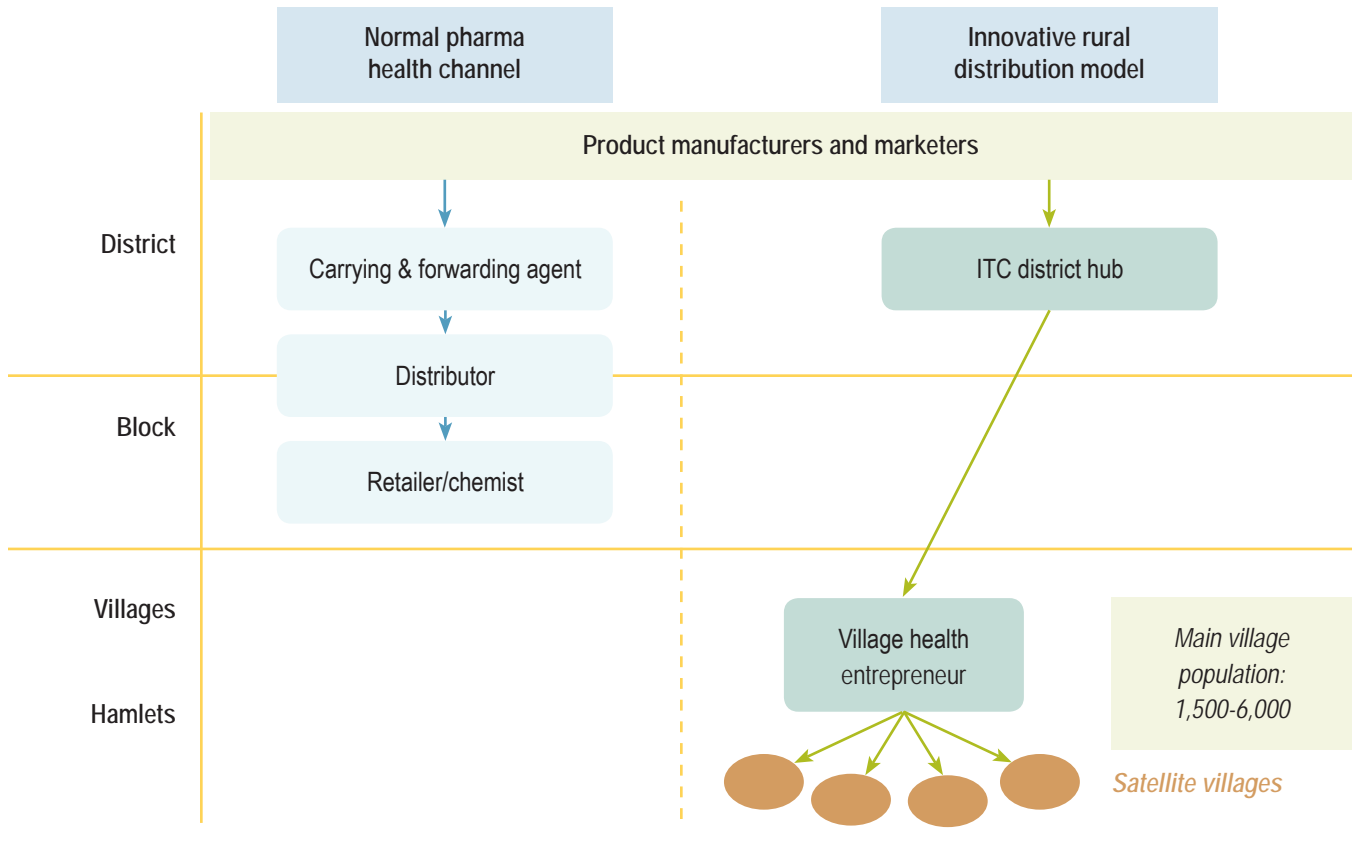 Normal pharma
health channel
Innovative rural
distribution model
Product manufacturers and marketers
District
Carrying & forwarding agent
ITC district hub
Distributor
Block
Retailer/chemist
Villages
Village health
entrepreneur
Main village
population:
1,500-6,000
Hamlets
Satellite villages